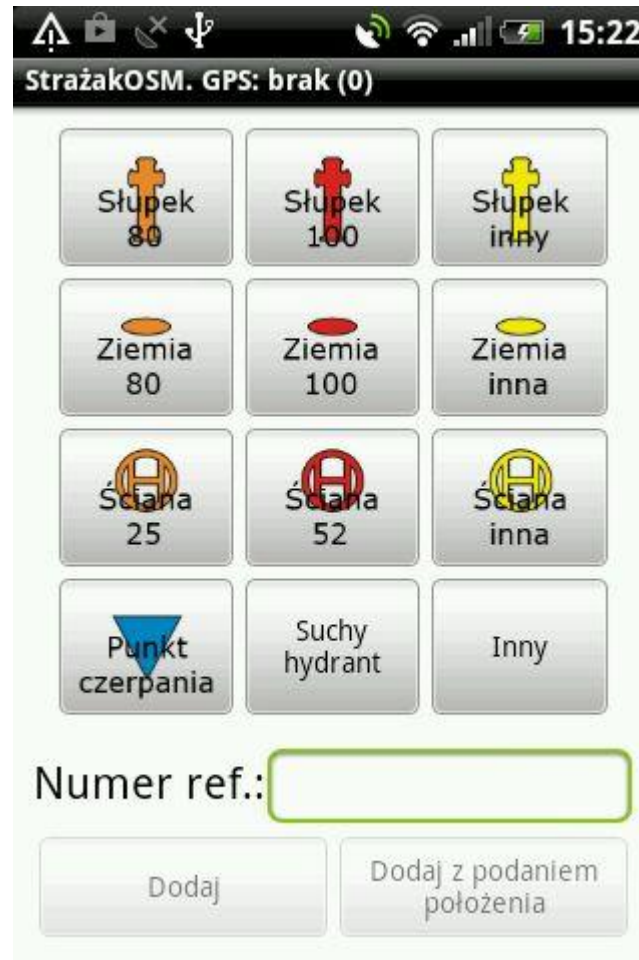 15:22
StrażakOSM. GPS: brak (0)
Słupek
80
Słupek
100
Słupek
inny
Ziemia
80
Ziemia
100
Ziemia
inna
Ściana
25
Ściana
52
Ściana
inna
Punkt
czerpania
Suchy
hydrant
Inny
Numer ref.:
Dodaj
Dodaj z podaniem
położenia